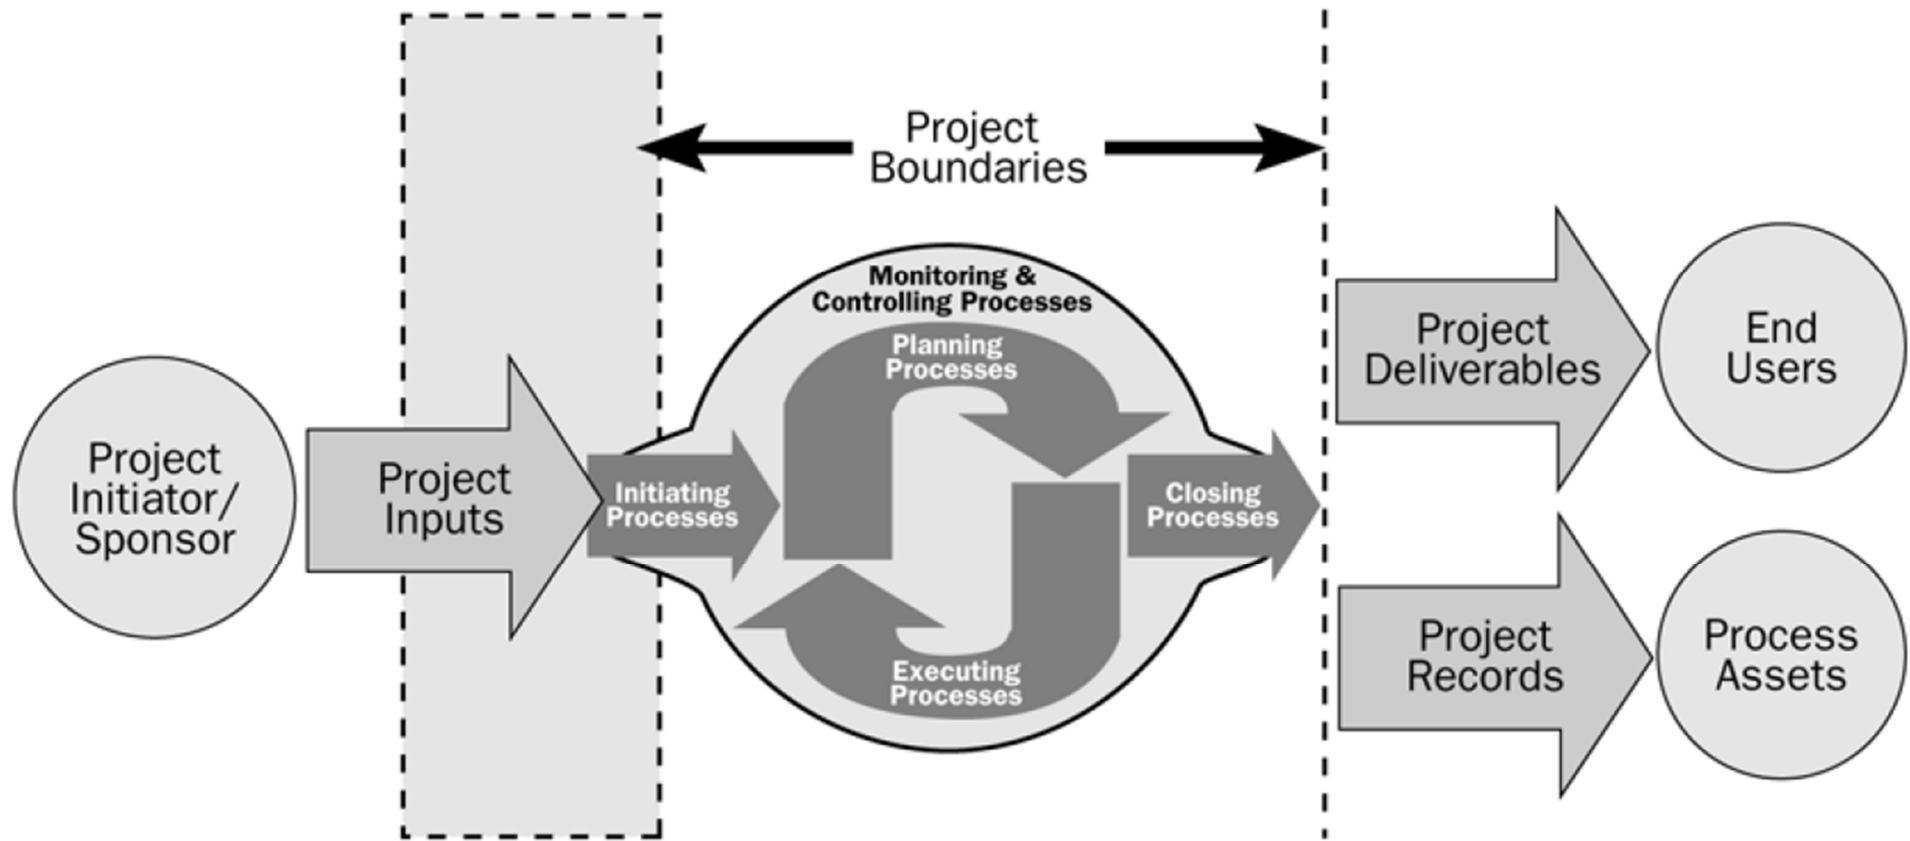 Project
Boundaries
Monitoring &
Controlling Processes
Planning
Processes
Project
Initiator/
Sponsor
Project
Inputs
Initiating
Processes
Closing
Processes
Executing
Processes
Project
Deliverables
End
Users
Project
Records
Process
Assets